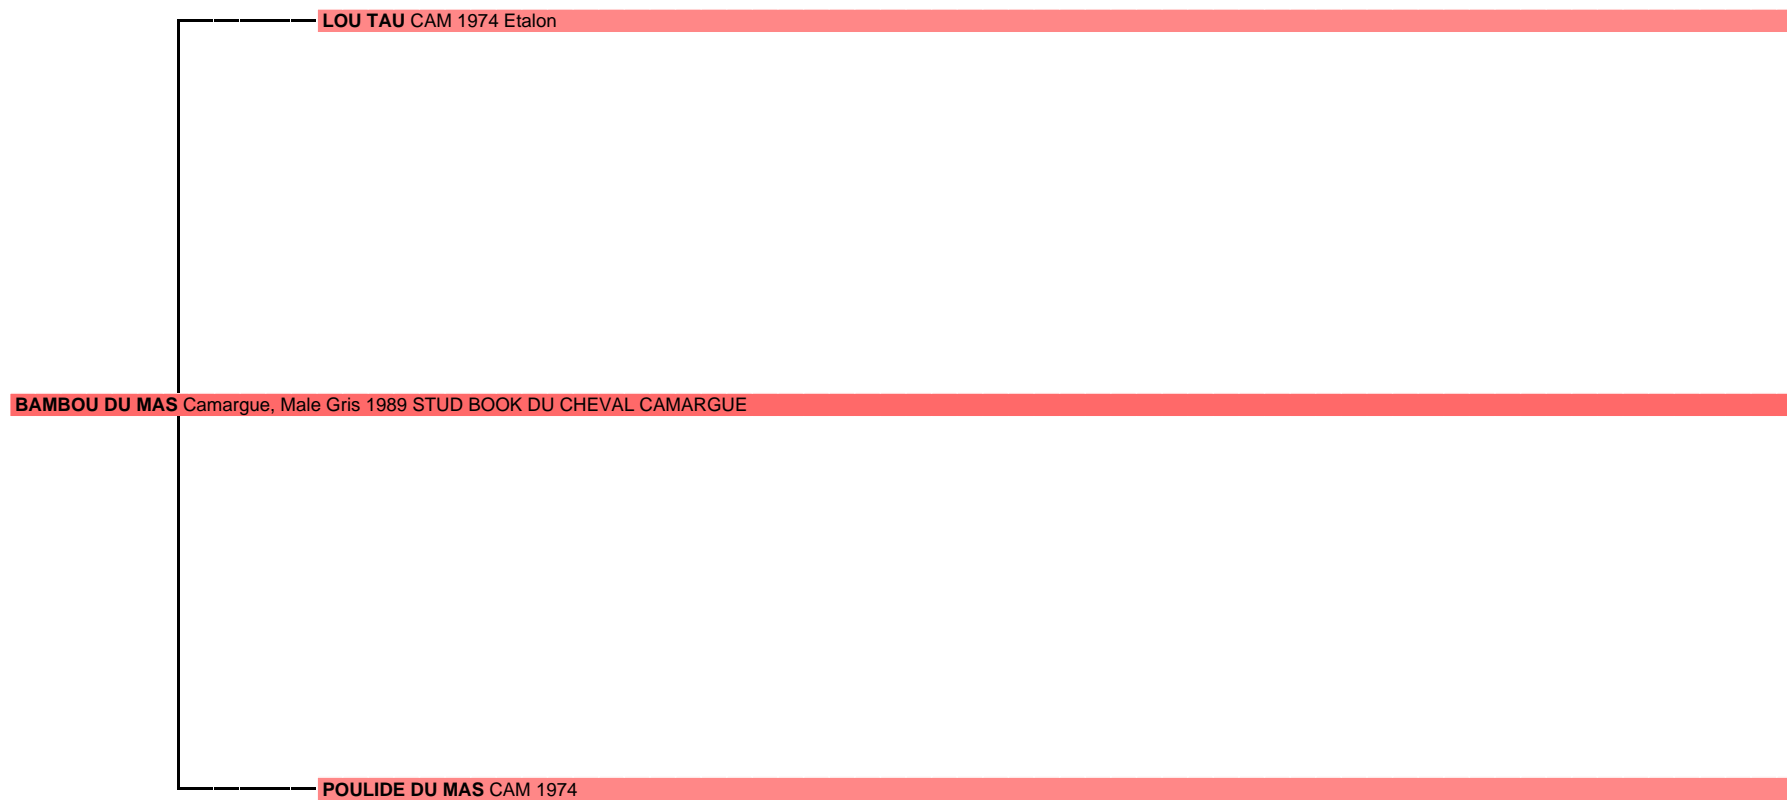 LOU TAU CAM 1974 Etalon
BAMBOU DU MAS Camargue, Male Gris 1989 STUD BOOK DU CHEVAL CAMARGUE
POULIDE DU MAS CAM 1974